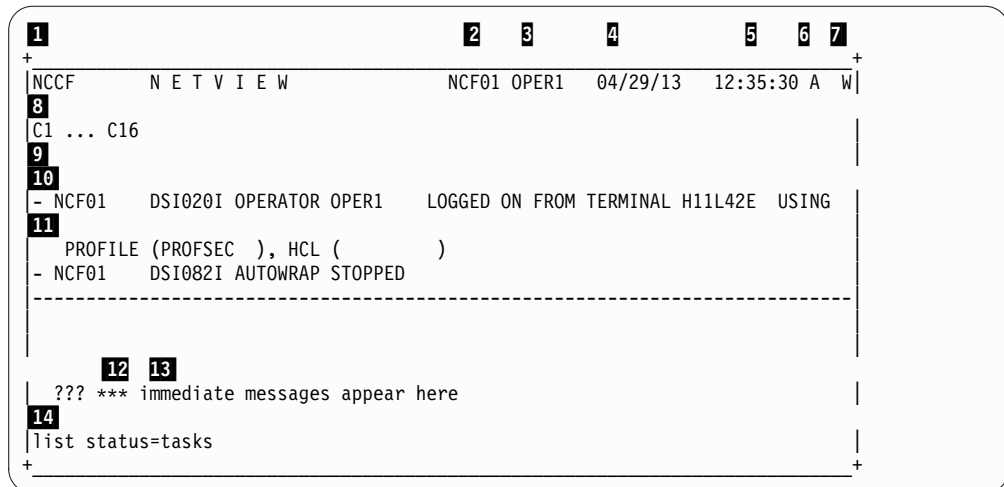 1 2 3 4 5 6 7
+______________________________________________________________________________+
|NCCF N E T V I E W NCF01 OPER1 04/29/13 12:35:30 A W|
8
|C1 ... C16 |
9
| |
10
|- NCF01 DSI020I OPERATOR OPER1 LOGGED ON FROM TERMINAL H11L42E USING |
11
| PROFILE (PROFSEC ), HCL ( ) |
|- NCF01 DSI082I AUTOWRAP STOPPED |
|------------------------------------------------------------------------------|
12 13
| ??? *** immediate messages appear here |
14
|list status=tasks |
+______________________________________________________________________________+